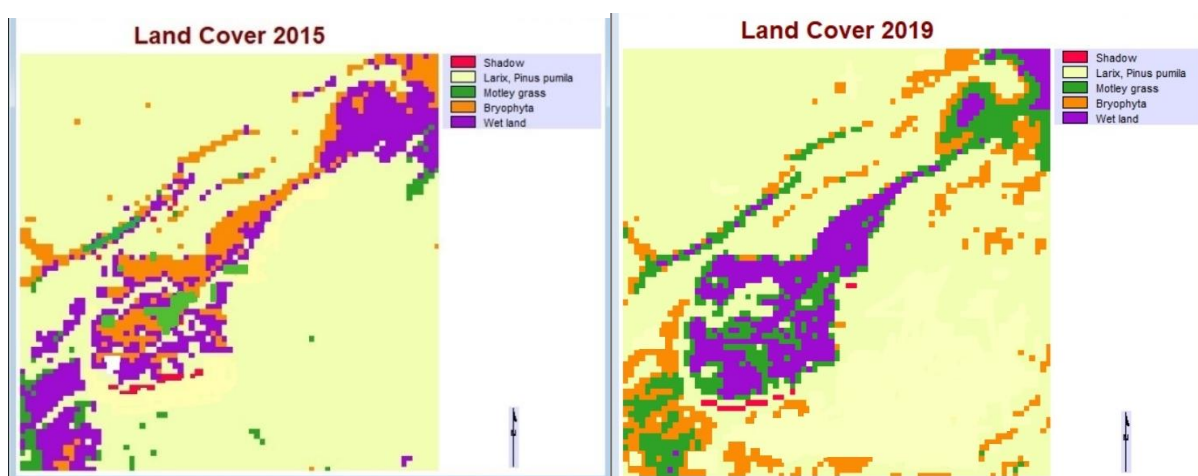 Land Cover 2015
Shadow
Larix, Pinus pumila
Motley grass
Bryophyta
Wet land
Land Cover 2019
Shadow
Larix, Pinus pumila
Motley grass
Bryophyta
Wet land